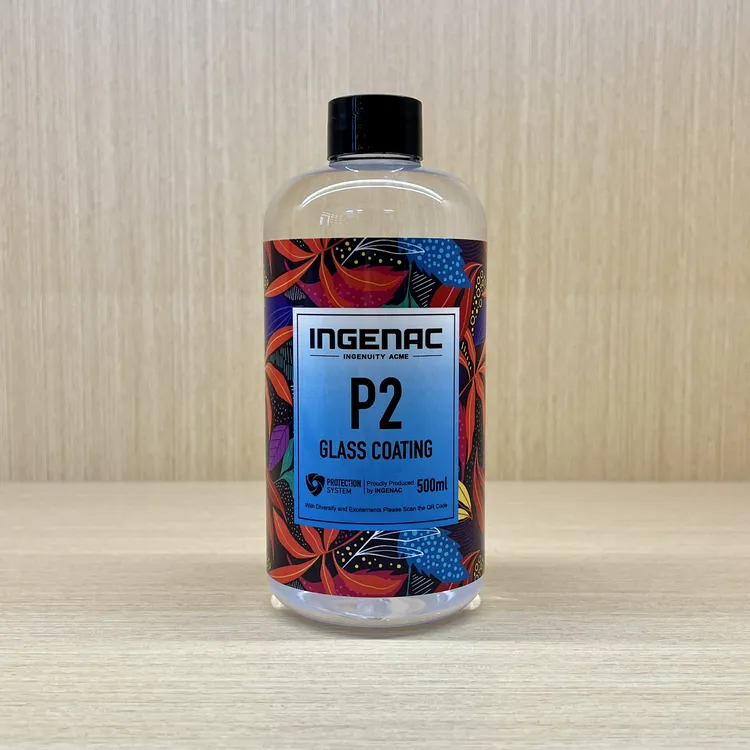 INGENAC
INGENUITY ACME
P2
GLASS COATING
PROTECTION
SYSTEM
Proudly Produced
by INGENAC
500ml
With Diversify and Excitements Please Scan the QR Code